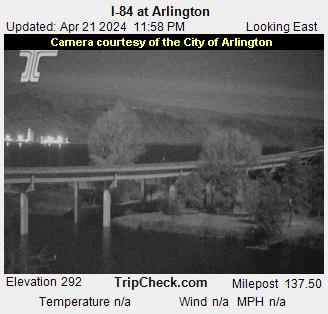 I-84 at Arlington
Updated: Apr 21 2024 11:58 PM Looking East
Camera courtesy of the City of Arlington
Elevation 292 TripCheck.com Milepost 137.50
Temperature n/a Wind n/a MPH n/a